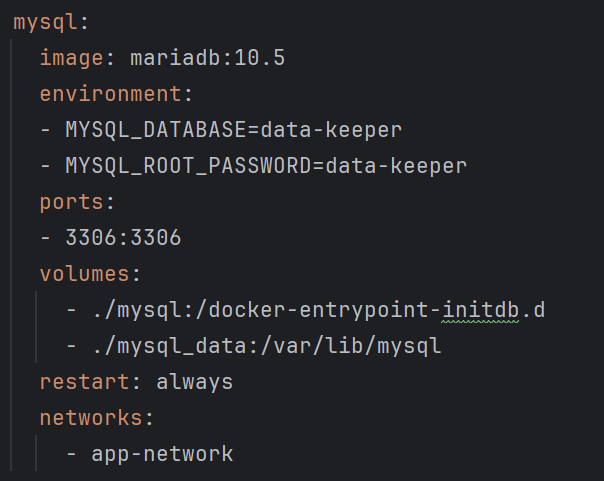 mysql:
  image: mariadb:10.5
  environment:
  - MYSQL_DATABASE=data-keeper
  - MYSQL_ROOT_PASSWORD=data-keeper
  ports:
  - 3306:3306
  volumes:
    - ./mysql:/docker-entrypoint-initdb.d
    - ./mysql_data:/var/lib/mysql
  restart: always
  networks:
    - app-network